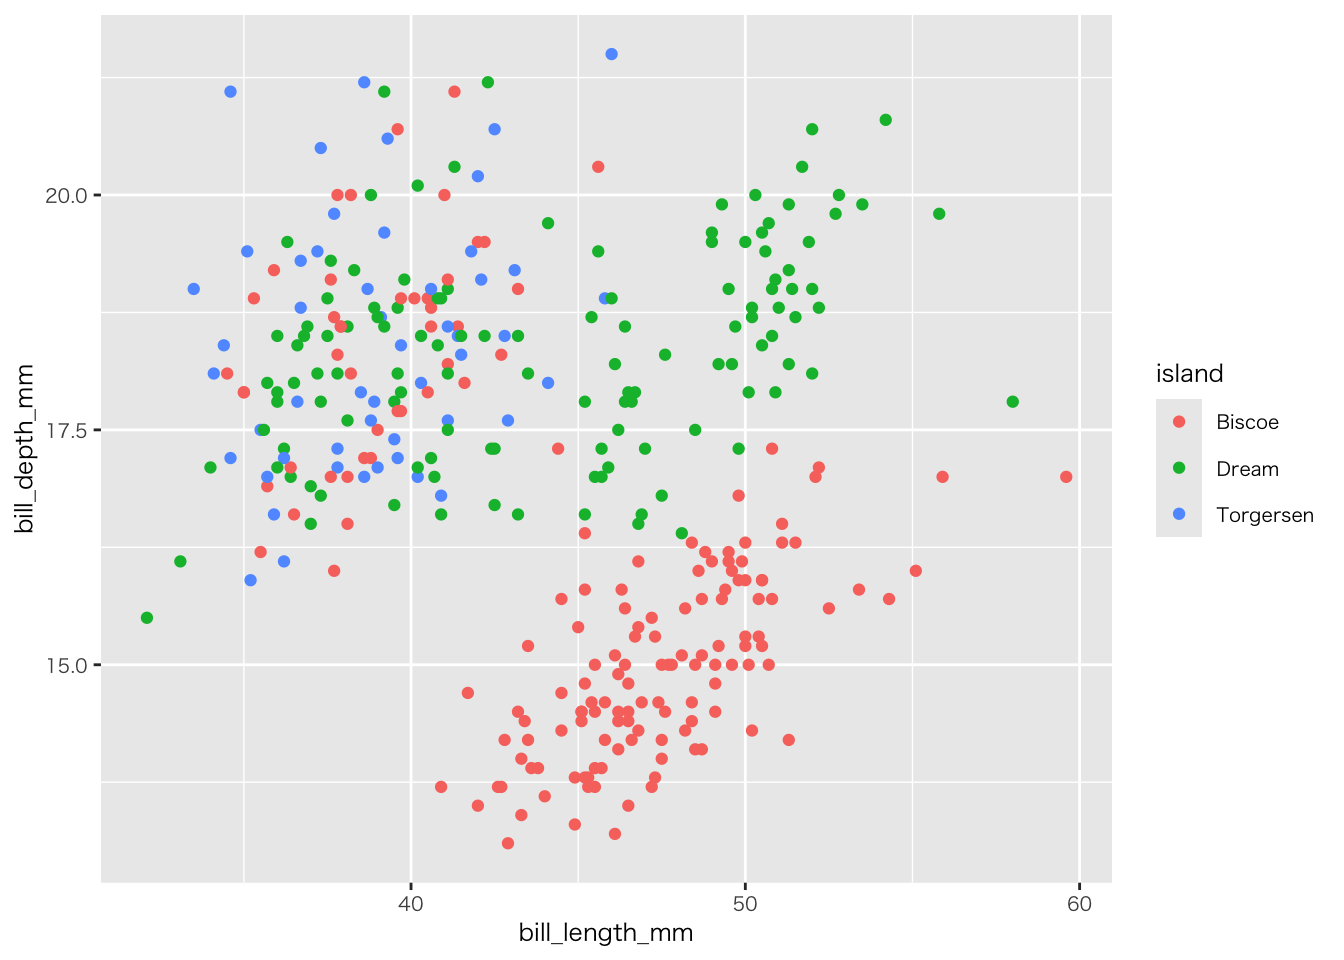 20.0
17.5
15.0
bill_depth_mm
40
50
60
bill_length_mm
island
Biscoe
Dream
Torgersen